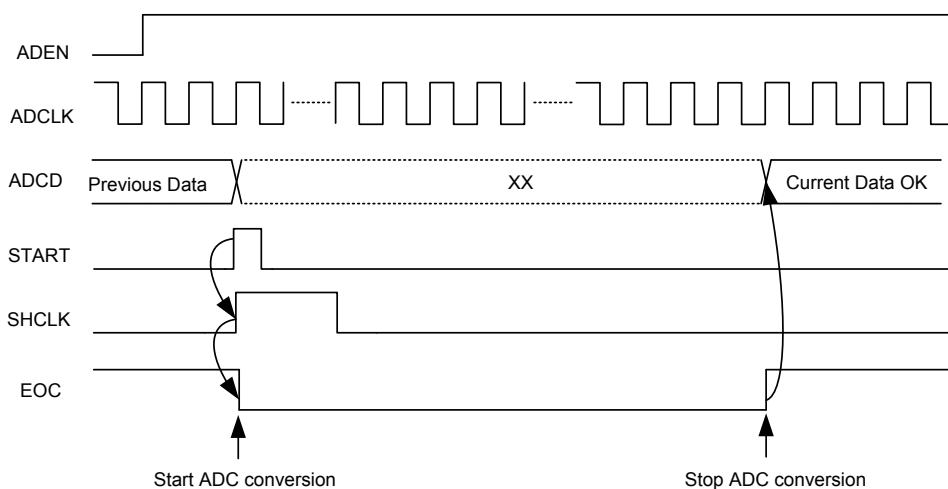 ADEN
ADCLK
ADCD
Previous Data
XX
Current Data OK
START
SHCLK
EOC
Start ADC conversion
Stop ADC conversion